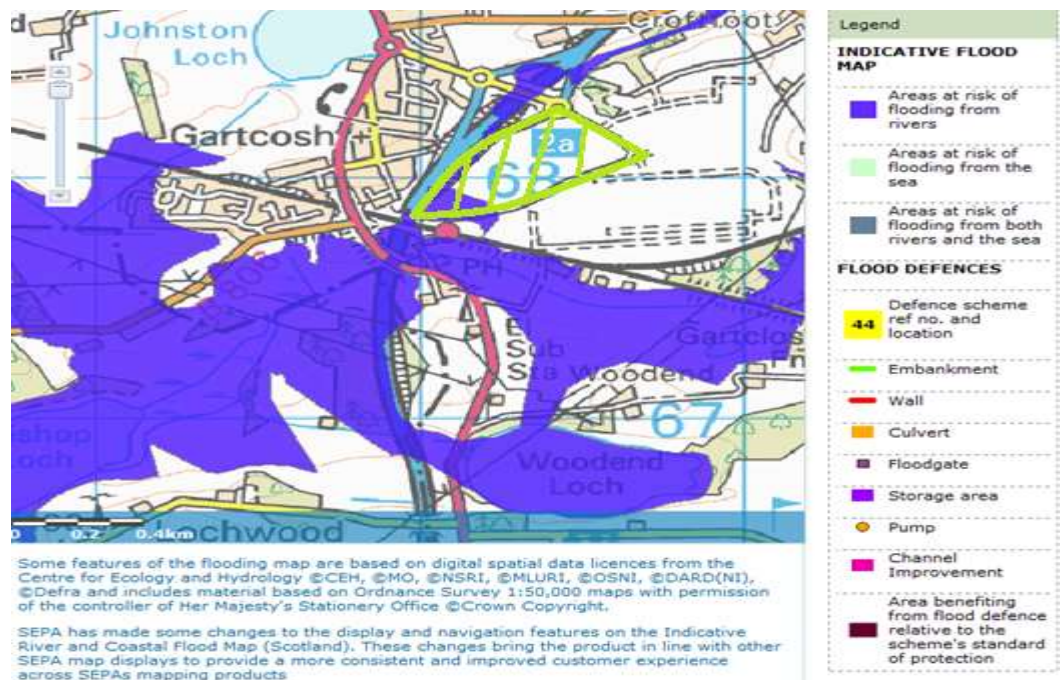 Johnston
Loch
Croftfoot
Gartcosh
2a
68
PH
Sub
Sta
Woodend
67
Woodend
Loch
Lochwood
0.2
0.4km
Some features of the flooding map are based on digital spatial data licences from the
Centre for Ecology and Hydrology ©CEH, ©MO, ©NSRI, ©MLURI, ©OSNI, ©DARD(NI),
©Defra and includes material based on Ordnance Survey 1:50,000 maps with permission
of the controller of Her Majesty's Stationery Office ©Crown Copyright.
SEPA has made some changes to the display and navigation features on the Indicative
River and Coastal Flood Map (Scotland). These changes bring the product in line with other
SEPA map displays to provide a more consistent and improved customer experience
across SEPAs mapping products
Legend
INDICATIVE FLOOD
MAP
Areas at risk of
flooding from
rivers
Areas at risk of
flooding from the
sea
Areas at risk of
flooding from both
rivers and the sea
FLOOD DEFENCES
44
Defence scheme
ref no. and
location
Embankment
Wall
Culvert
Floodgate
Storage area
Pump
Channel
Improvement
Area benefiting
from flood defence
relative to the
scheme's standard
of protection